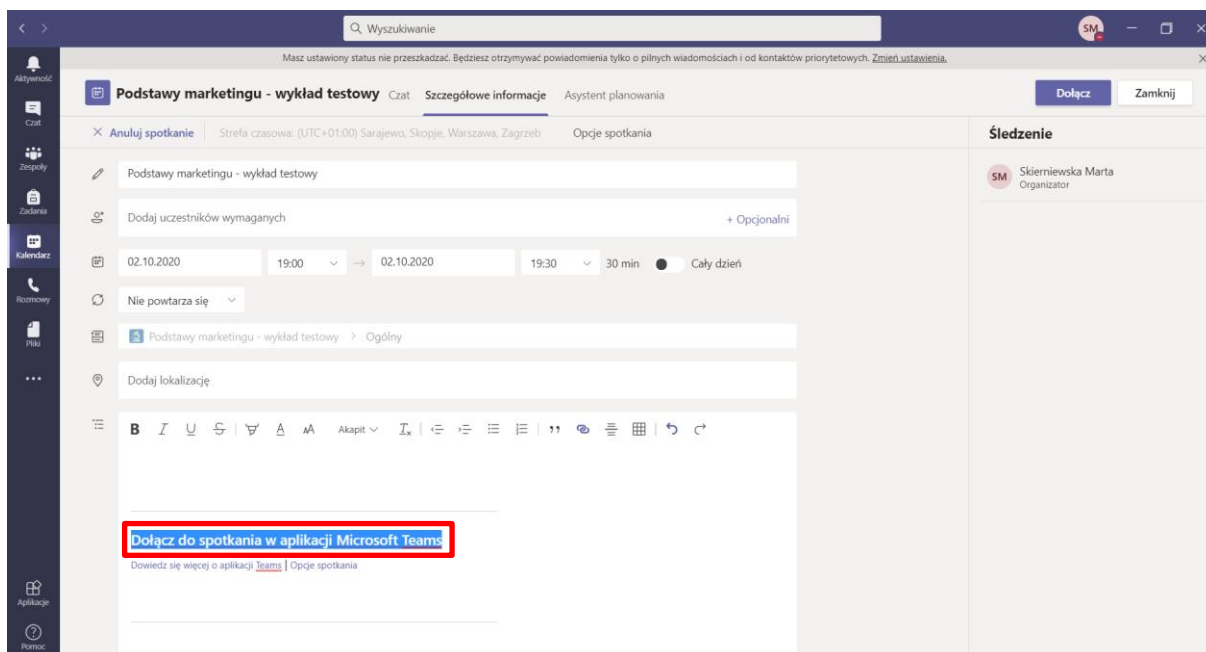 Wyszukiwanie
SM
Masz ustawiony status nie przeszkadzać. Będziesz otrzymywać powiadomienia tylko o pilnych wiadomościach i od kontaktów priorytetowych. Zmień ustawienia.
Aktywność
Czat
Zespoły
Zadania
Kalendarz
Rozmowy
Pliki
Aplikacje
Pomoc
Podstawy marketingu - wykład testowy Czat Szczegółowe informacje Asystent planowania
Dołącz Zamknij
Anuluj spotkanie Strefa czasowa: (UTC+01:00) Sarajewo, Skopje, Warszawa, Zagrzeb Opcje spotkania
Podstawy marketingu - wykład testowy
Dodaj uczestników wymaganych + Opcjonalni
02.10.2020 19:00 → 02.10.2020 19:30 30 min Cały dzień
Nie powtarza się
Podstawy marketingu - wykład testowy > Ogólny
Dodaj lokalizację
B I U S A AA Akapit Tx
Dołącz do spotkania w aplikacji Microsoft Teams
Dowiedz się więcej o aplikacji Teams | Opcje spotkania
Śledzenie
SM Skierniewska Marta
Organizator